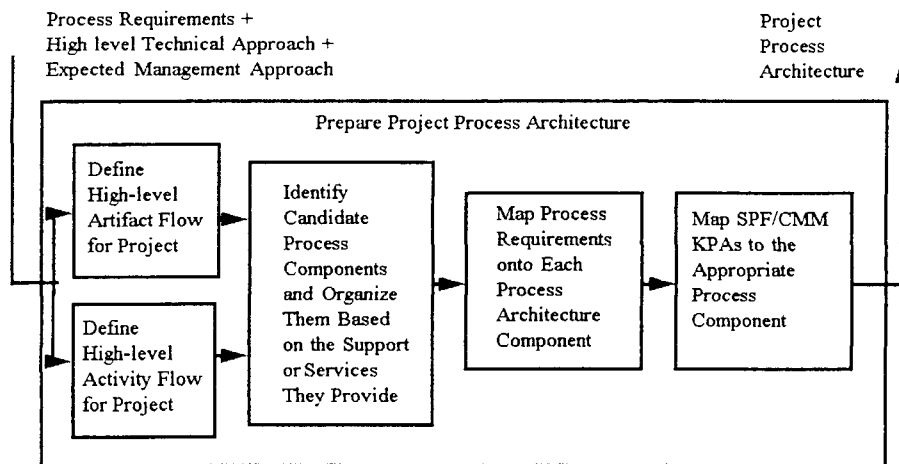 Process Requirements +
High level Technical Approach +
Expected Management Approach
Project
Process
Architecture
Prepare Project Process Architecture
Define
High-level
Artifact Flow
for Project
Define
High-level
Activity Flow
for Project
Identify
Candidate
Process
Components
and Organize
Them Based
on the Support
or Services
They Provide
Map Process
Requirements
onto Each
Process
Architecture
Component
Map SPF/CMM
KPAs to the
Appropriate
Process
Component